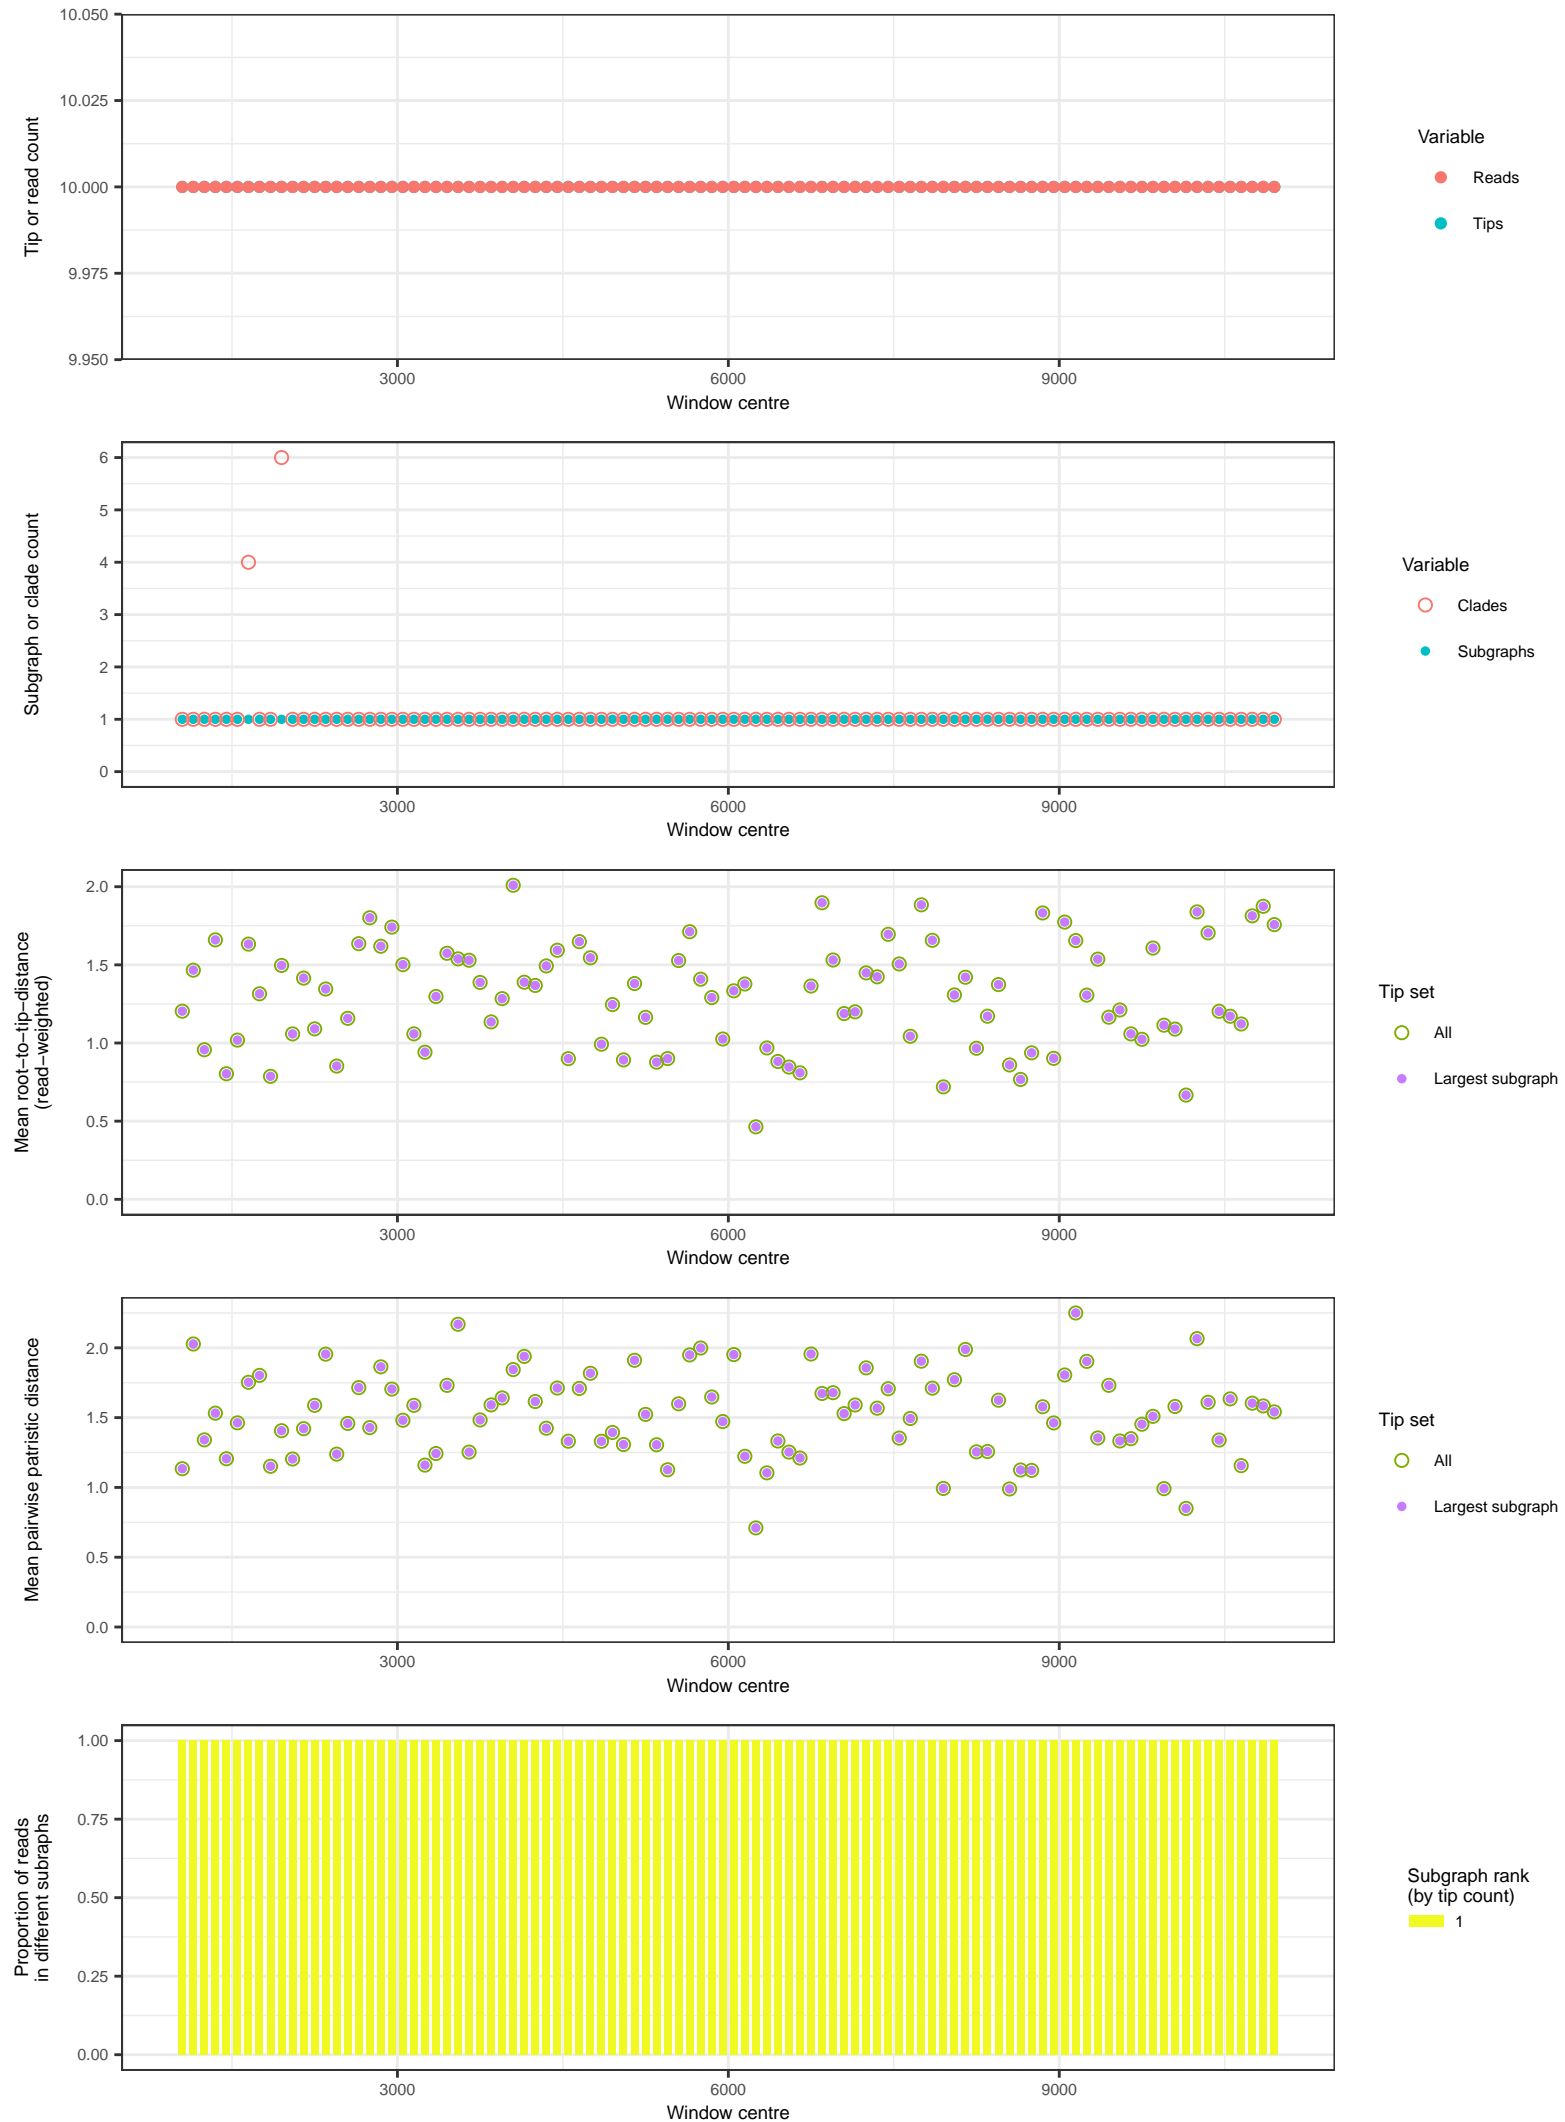 10.050
10.025
10.000
9.975
9.950
Tip or read count
3000 6000 9000
Window centre
Variable
Reads
Tips
6
5
4
3
2
1
0
Subgraph or clade count
3000 6000 9000
Window centre
Variable
Clades
Subgraphs
2.0
1.5
1.0
0.5
0.0
Mean root−to−tip−distance
(read−weighted)
3000 6000 9000
Window centre
Tip set
All
Largest subgraph
2.0
1.5
1.0
0.5
0.0
Mean pairwise patristic distance
3000 6000 9000
Window centre
Tip set
All
Largest subgraph
1.00
0.75
0.50
0.25
0.00
Proportion of reads
in different subraphs
3000 6000 9000
Window centre
Subgraph rank
(by tip count)
1